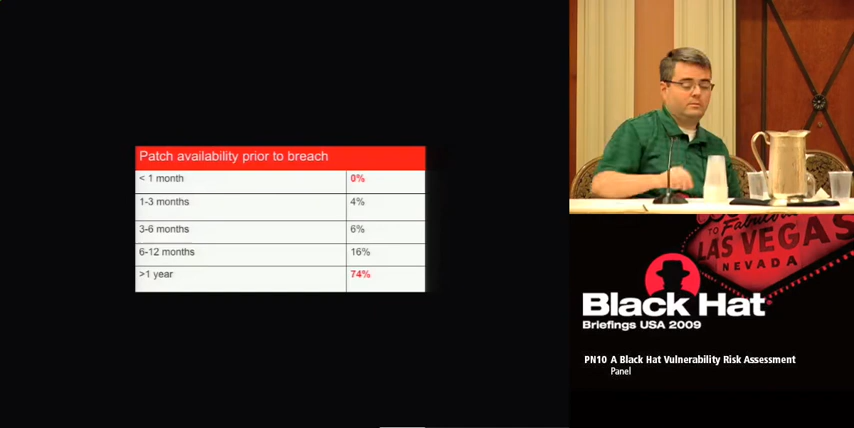 Patch availability prior to breach
< 1 month 0%
1-3 months 4%
3-6 months 6%
6-12 months 16%
>1 year 74%
TO Fabulous
LAS VEGAS
NEVADA
Black Hat
Briefings USA 2009
PN10 A Black Hat Vulnerability Risk Assessment
Panel